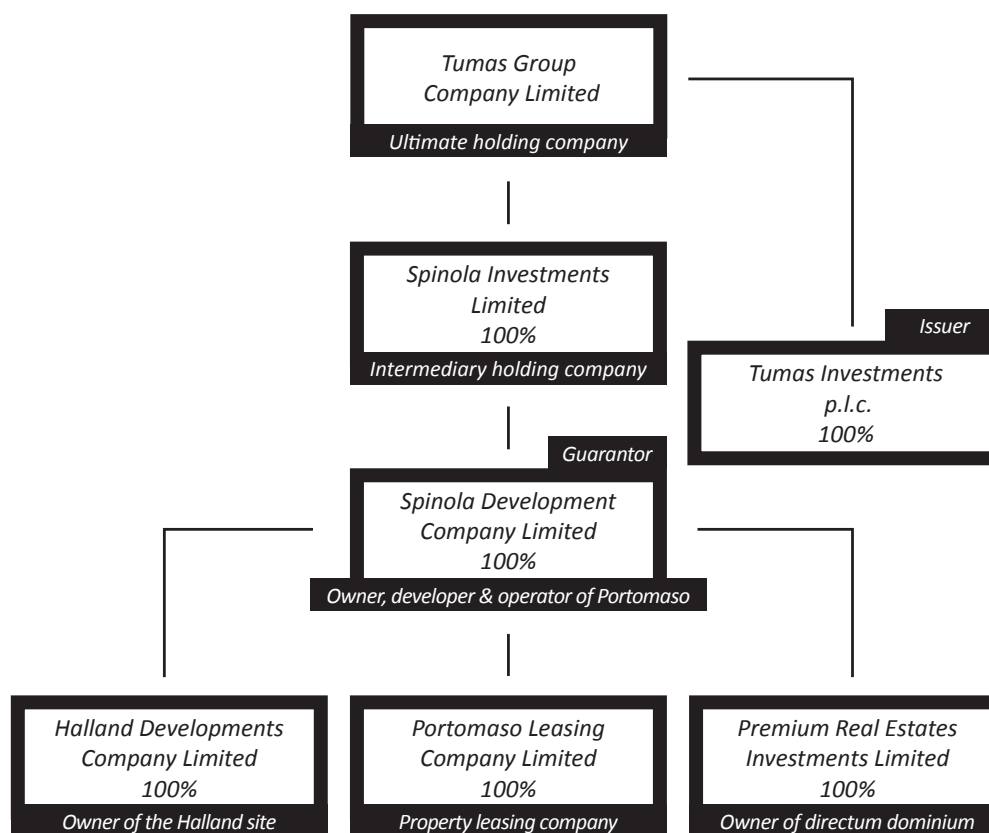 Tumas Group
Company Limited
Ultimate holding company
Spinola Investments
Limited
100%
Intermediary holding company
Issuer
Tumas Investments
p.l.c.
100%
Guarantor
Spinola Development
Company Limited
100%
Owner, developer & operator of Portomaso
Halland Developments
Company Limited
100%
Owner of the Halland site
Portomaso Leasing
Company Limited
100%
Property leasing company
Premium Real Estates
Investments Limited
100%
Owner of directum dominium